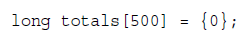 long totals[500] = {0};